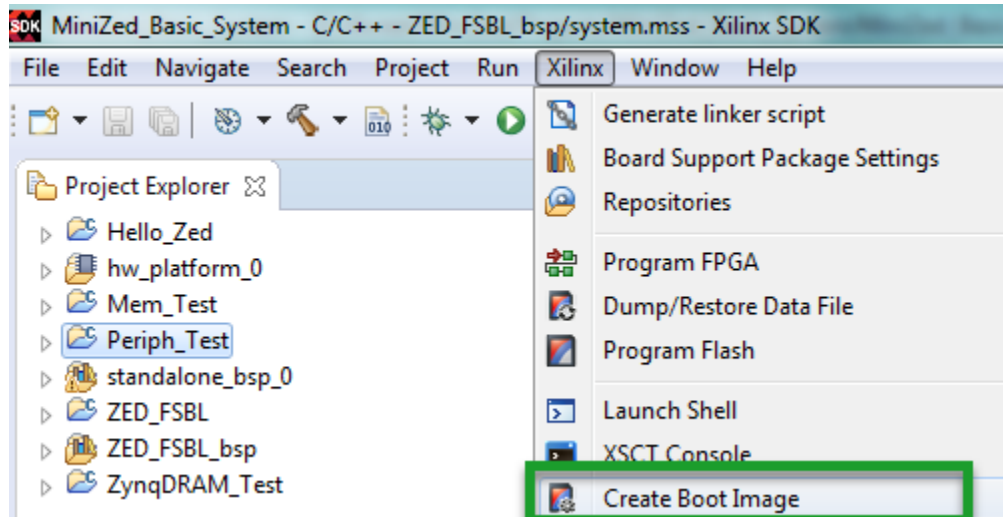 SDK MiniZed_Basic_System - C/C++ - ZED_FSBL_bsp/system.mss - Xilinx SDK
File Edit Navigate Search Project Run Xilinx Window Help
010
Generate linker script
Project Explorer
Board Support Package Settings
Repositories
Hello_Zed
hw_platform_0
Program FPGA
Mem_Test
Dump/Restore Data File
Periph_Test
Program Flash
standalone_bsp_0
ZED_FSBL
Launch Shell
ZED_FSBL_bsp
XSCT Console
ZynqDRAM_Test
Create Boot Image